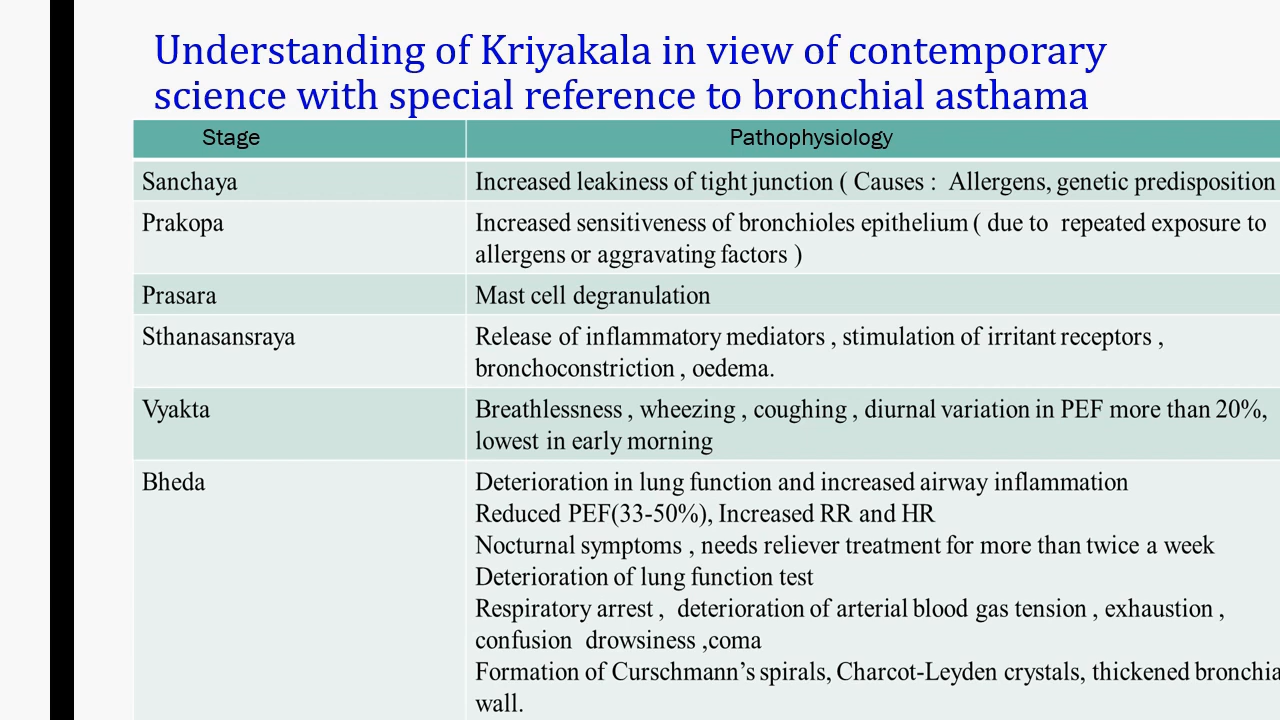 Understanding of Kriyakala in view of contemporary
science with special reference to bronchial asthama
Stage Pathophysiology
Sanchaya Increased leakiness of tight junction ( Causes : Allergens, genetic predisposition
Prakopa Increased sensitiveness of bronchioles epithelium ( due to repeated exposure to
allergens or aggravating factors )
Prasara Mast cell degranulation
Sthanasansraya Release of inflammatory mediators , stimulation of irritant receptors ,
bronchoconstriction , oedema.
Vyakta Breathlessness , wheezing , coughing , diurnal variation in PEF more than 20%,
lowest in early morning
Bheda Deterioration in lung function and increased airway inflammation
Reduced PEF(33-50%), Increased RR and HR
Nocturnal symptoms , needs reliever treatment for more than twice a week
Deterioration of lung function test
Respiratory arrest , deterioration of arterial blood gas tension , exhaustion ,
confusion drowsiness ,coma
Formation of Curschmann's spirals, Charcot-Leyden crystals, thickened bronchia
wall.